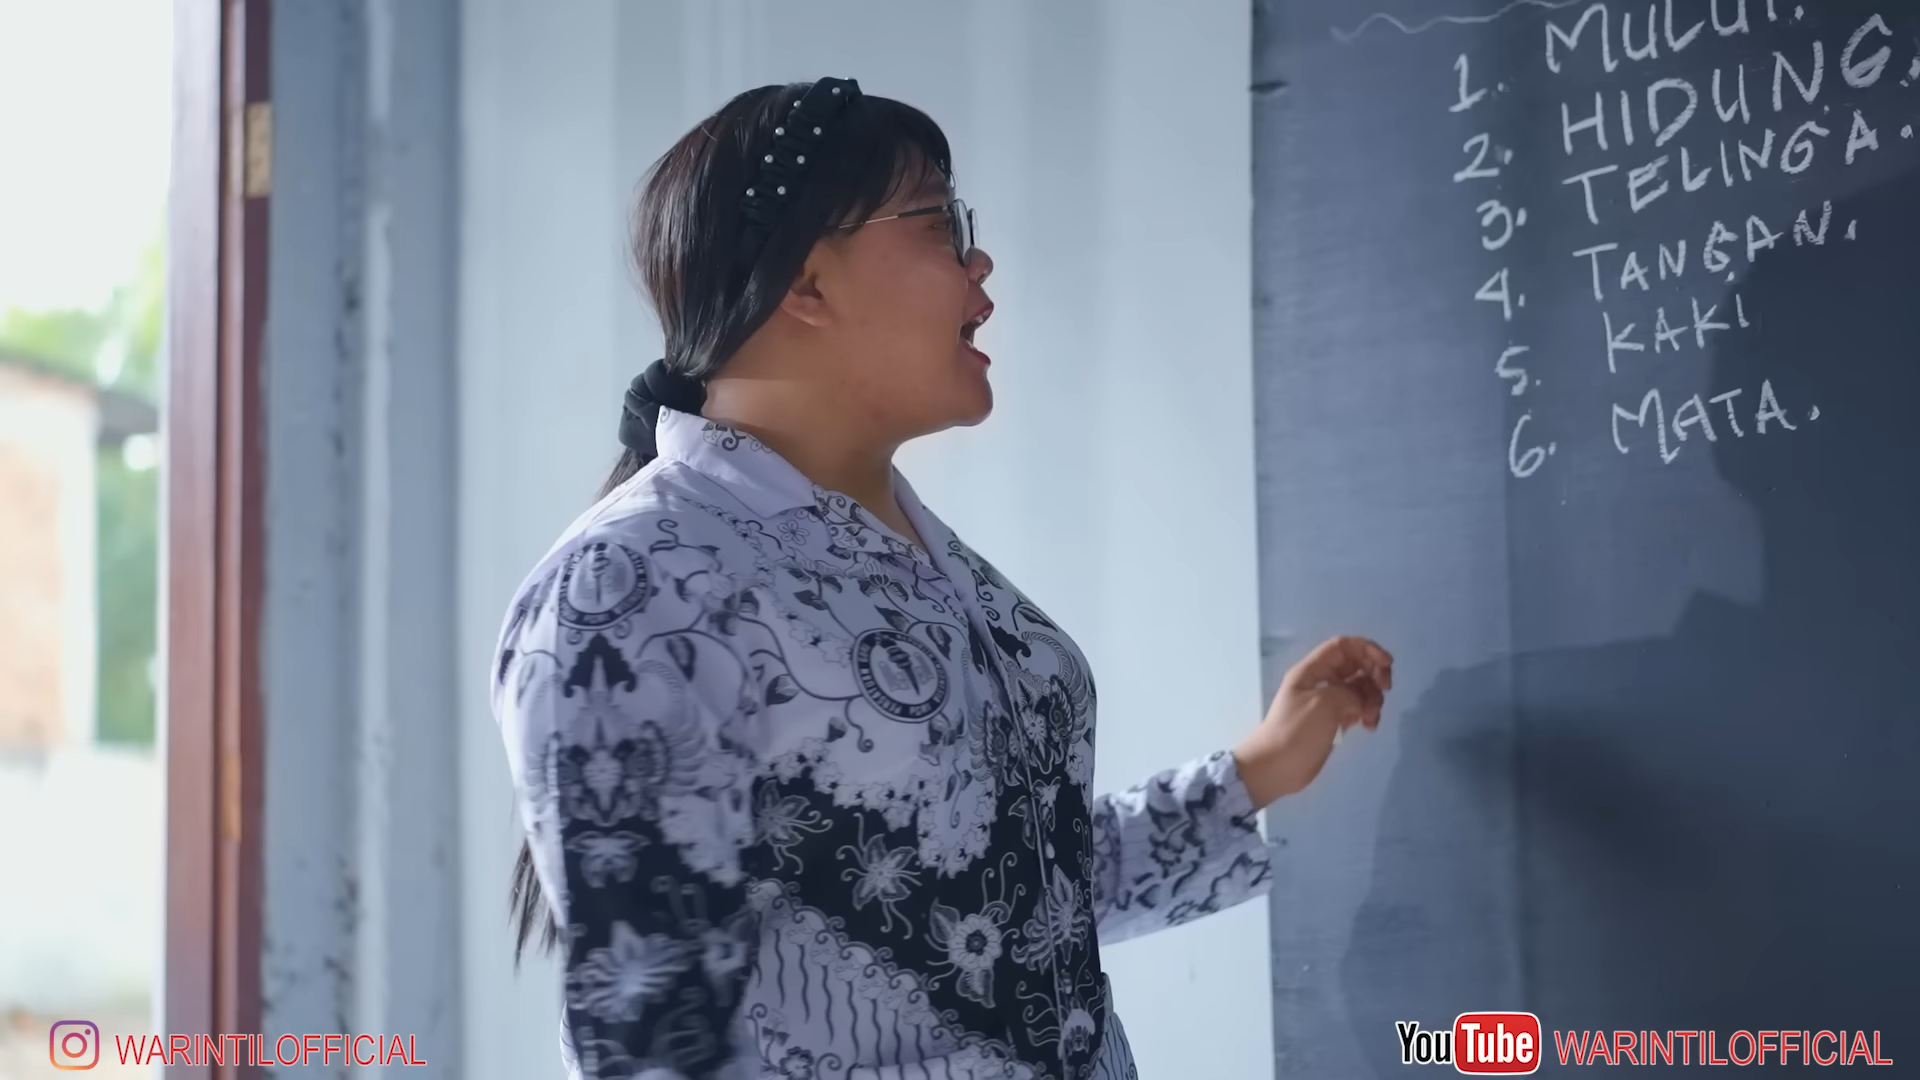 1. MULUT.
2. HIDUNG.
3. TELINGA.
4. TANGAN.
5. KAKI
6. MATA.
WARINTILOFFICIAL
YouTube WARINTILOFFICIAL